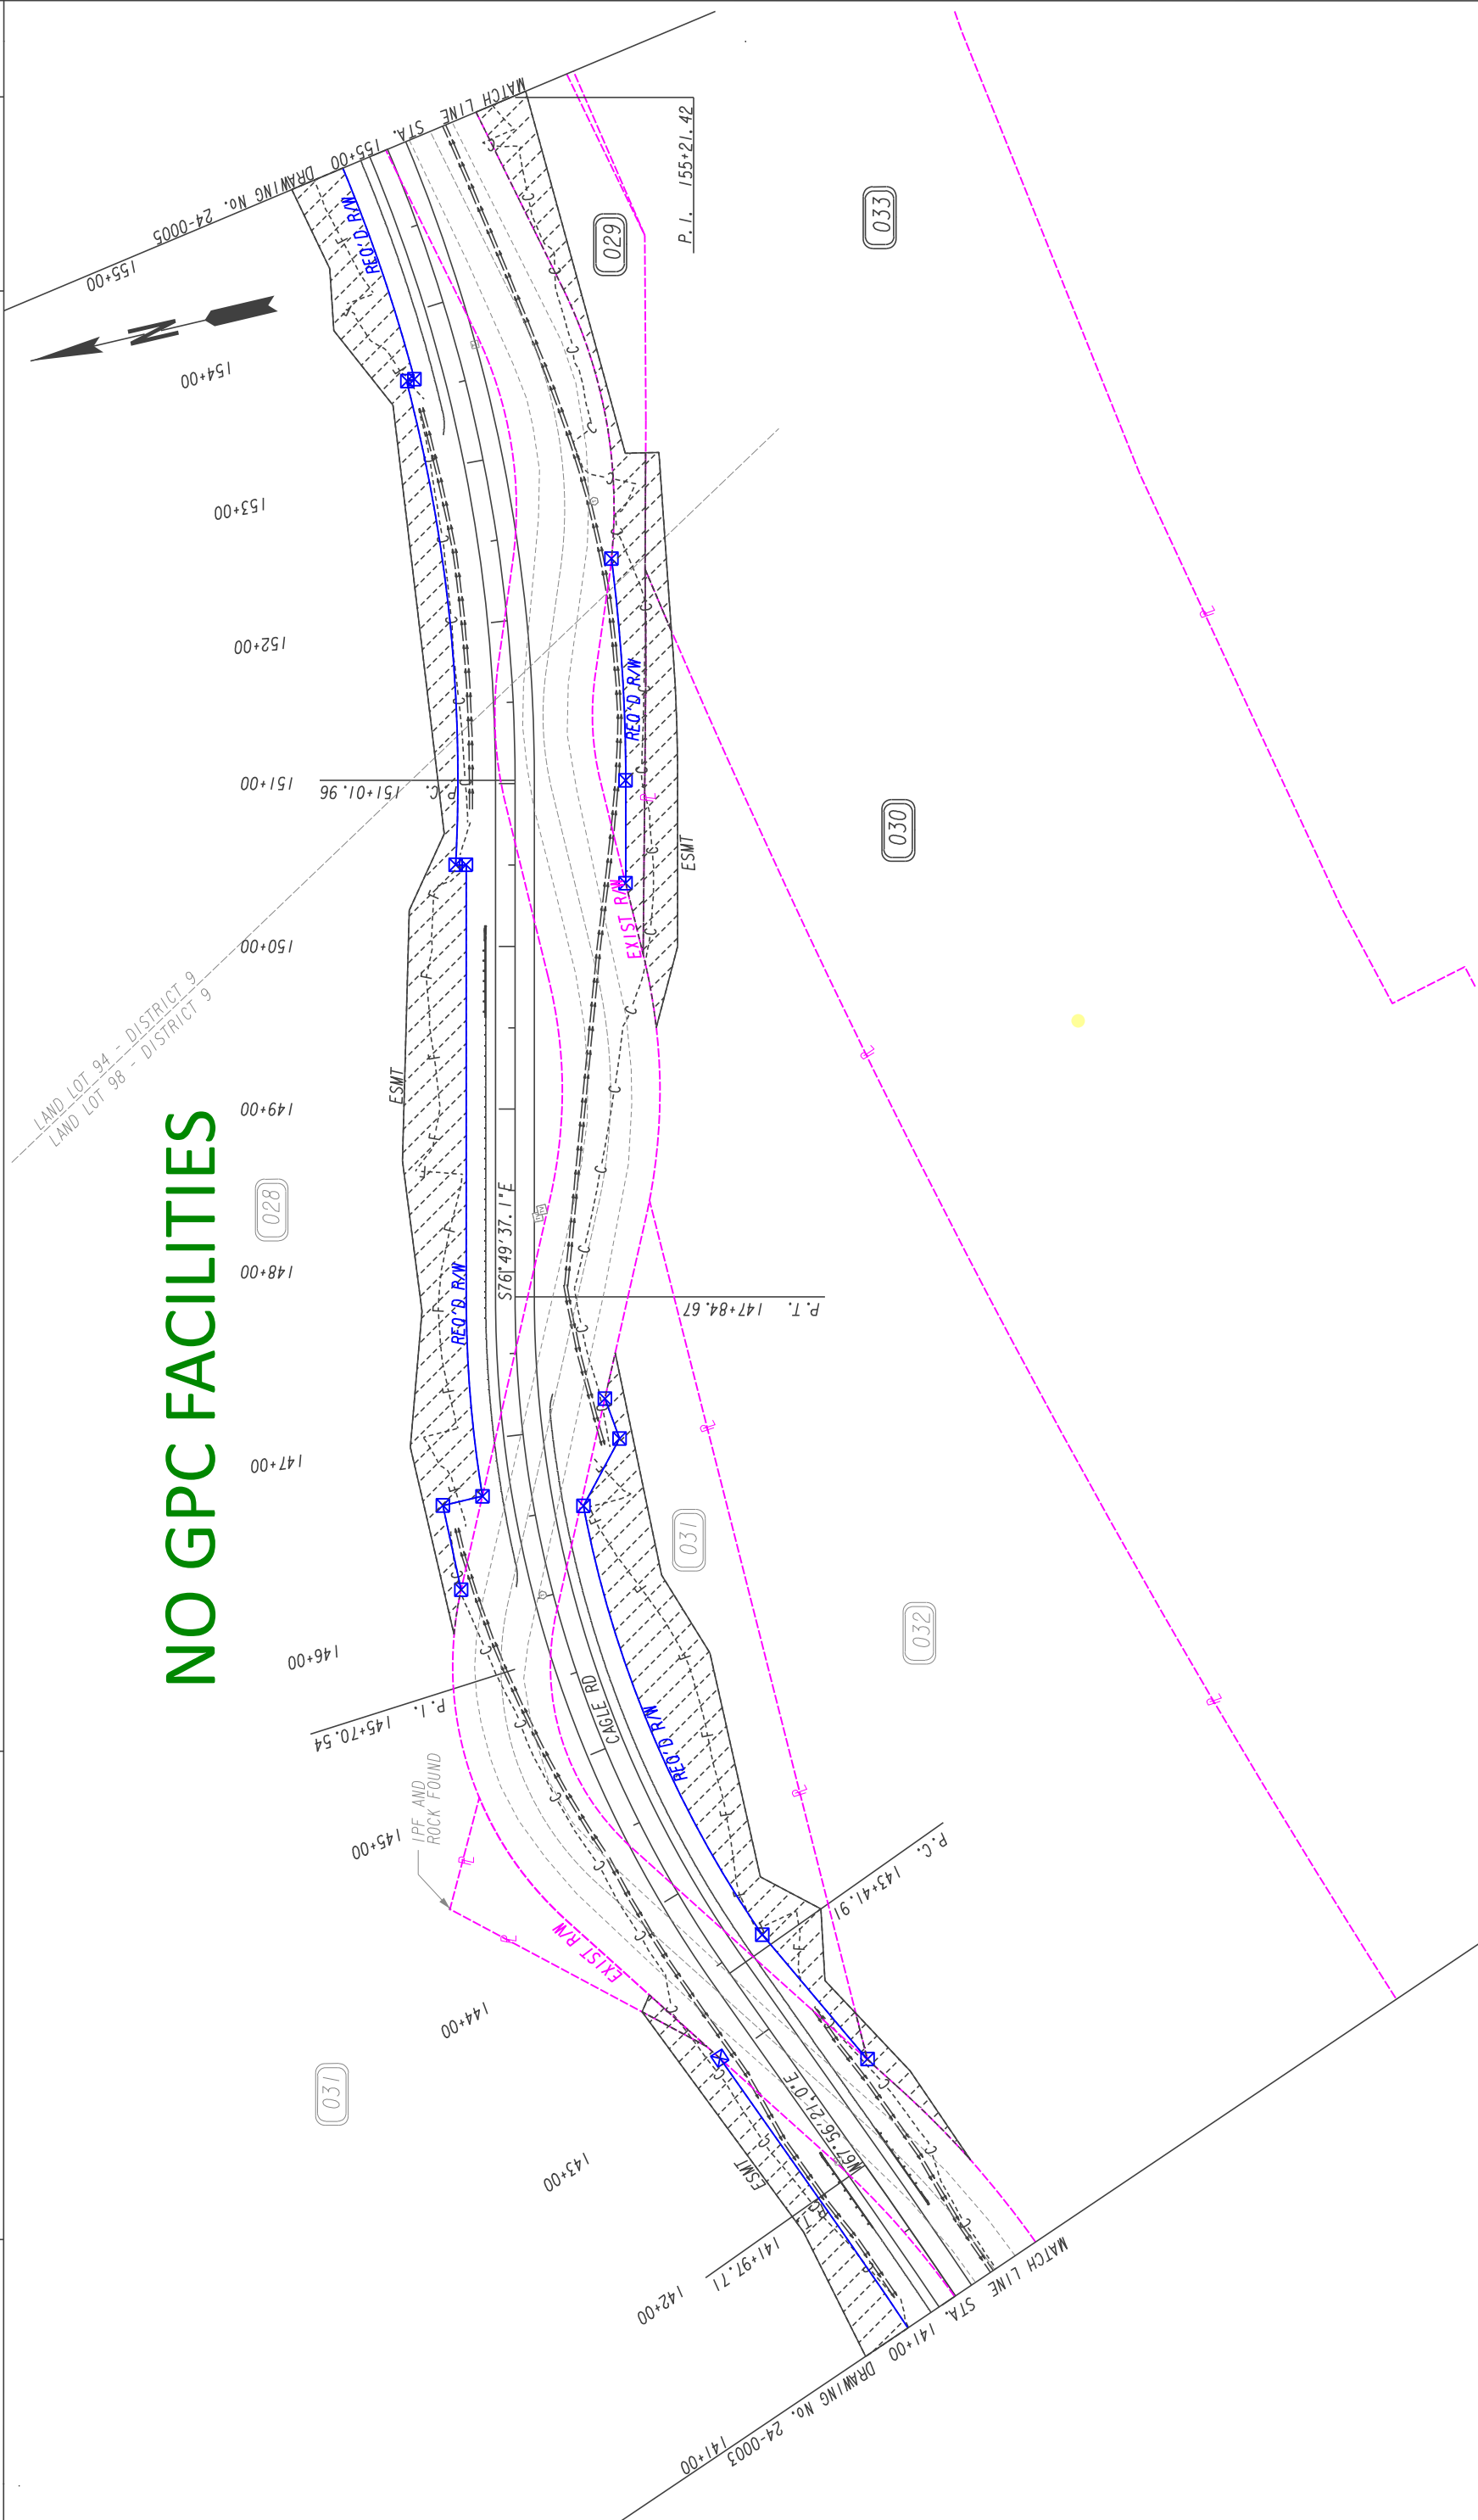 MATCH LINE STA. 155+00 DRAWING No. 24-0005
155+00
P.I. 155+21.42
REQ'D R/W
029
033
N
154+00
153+00
152+00
151+00
P.C. 151+01.96
REQ'D R/W
ESMT
030
EXIST R/W
150+00
LAND LOT 94 - DISTRICT 9
LAND LOT 98 - DISTRICT 9
ESMT
149+00
NO GPC FACILITIES
028
S76°49'37.1"E
148+00
REQ'D R/W
P.T. 147+84.67
147+00
031
032
146+00
P.I. 145+70.54
CAGLE RD
REQ'D R/W
IPF AND
ROCK FOUND
145+00
P.C. 143+41.91
EXIST R/W
144+00
031
143+00
ESMT
P.T. 141+97.71
142+00
MATCH LINE STA. 141+00 DRAWING No. 24-0003
141+00